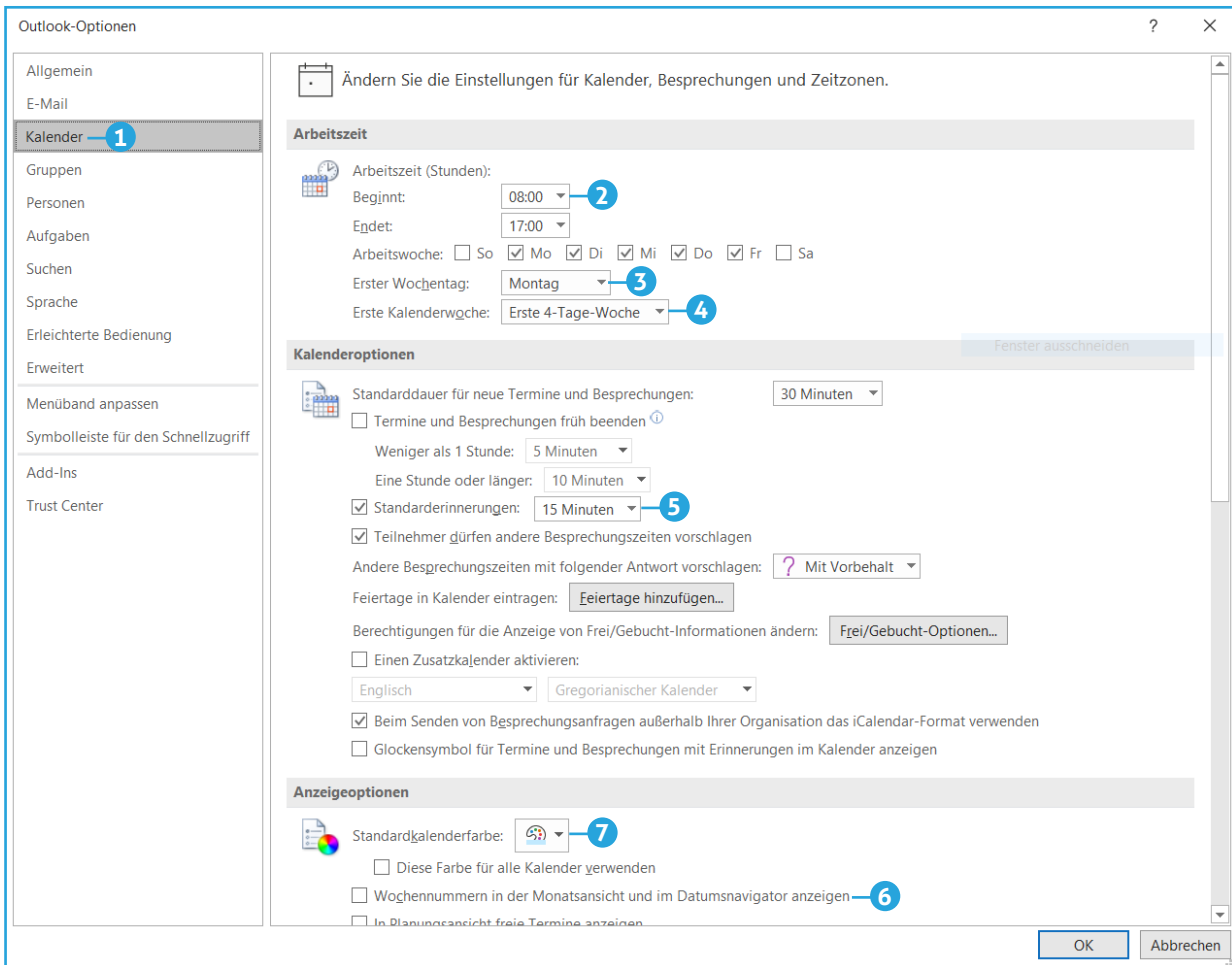 Outlook-Optionen ? ×
Allgemein
E-Mail
Kalender 1
Gruppen
Personen
Aufgaben
Suchen
Sprache
Erleichterte Bedienung
Erweitert
Menüband anpassen
Symbolleiste für den Schnellzugriff
Add-Ins
Trust Center
Ändern Sie die Einstellungen für Kalender, Besprechungen und Zeitzonen.
Arbeitszeit
Arbeitszeit (Stunden):
Beginnt: 08:00 2
Endet: 17:00
Arbeitswoche: So Mo Di Mi Do Fr Sa
Erster Wochentag: Montag 3
Erste Kalenderwoche: Erste 4-Tage-Woche 4
Fenster ausschneiden
Kalenderoptionen
Standarddauer für neue Termine und Besprechungen: 30 Minuten
Termine und Besprechungen früh beenden
Weniger als 1 Stunde: 5 Minuten
Eine Stunde oder länger: 10 Minuten
Standarderinnerungen: 15 Minuten 5
Teilnehmer dürfen andere Besprechungszeiten vorschlagen
Andere Besprechungszeiten mit folgender Antwort vorschlagen: ? Mit Vorbehalt
Feiertage in Kalender eintragen: Feiertage hinzufügen...
Berechtigungen für die Anzeige von Frei/Gebucht-Informationen ändern: Frei/Gebucht-Optionen...
Einen Zusatzkalender aktivieren:
Englisch Gregorianischer Kalender
Beim Senden von Besprechungsanfragen außerhalb Ihrer Organisation das iCalendar-Format verwenden
Glockensymbol für Termine und Besprechungen mit Erinnerungen im Kalender anzeigen
Anzeigeoptionen
Standardkalenderfarbe: 7
Diese Farbe für alle Kalender verwenden
Wochennummern in der Monatsansicht und im Datumsnavigator anzeigen 6
In Planungsansicht freie Termine anzeigen
OK Abbrechen